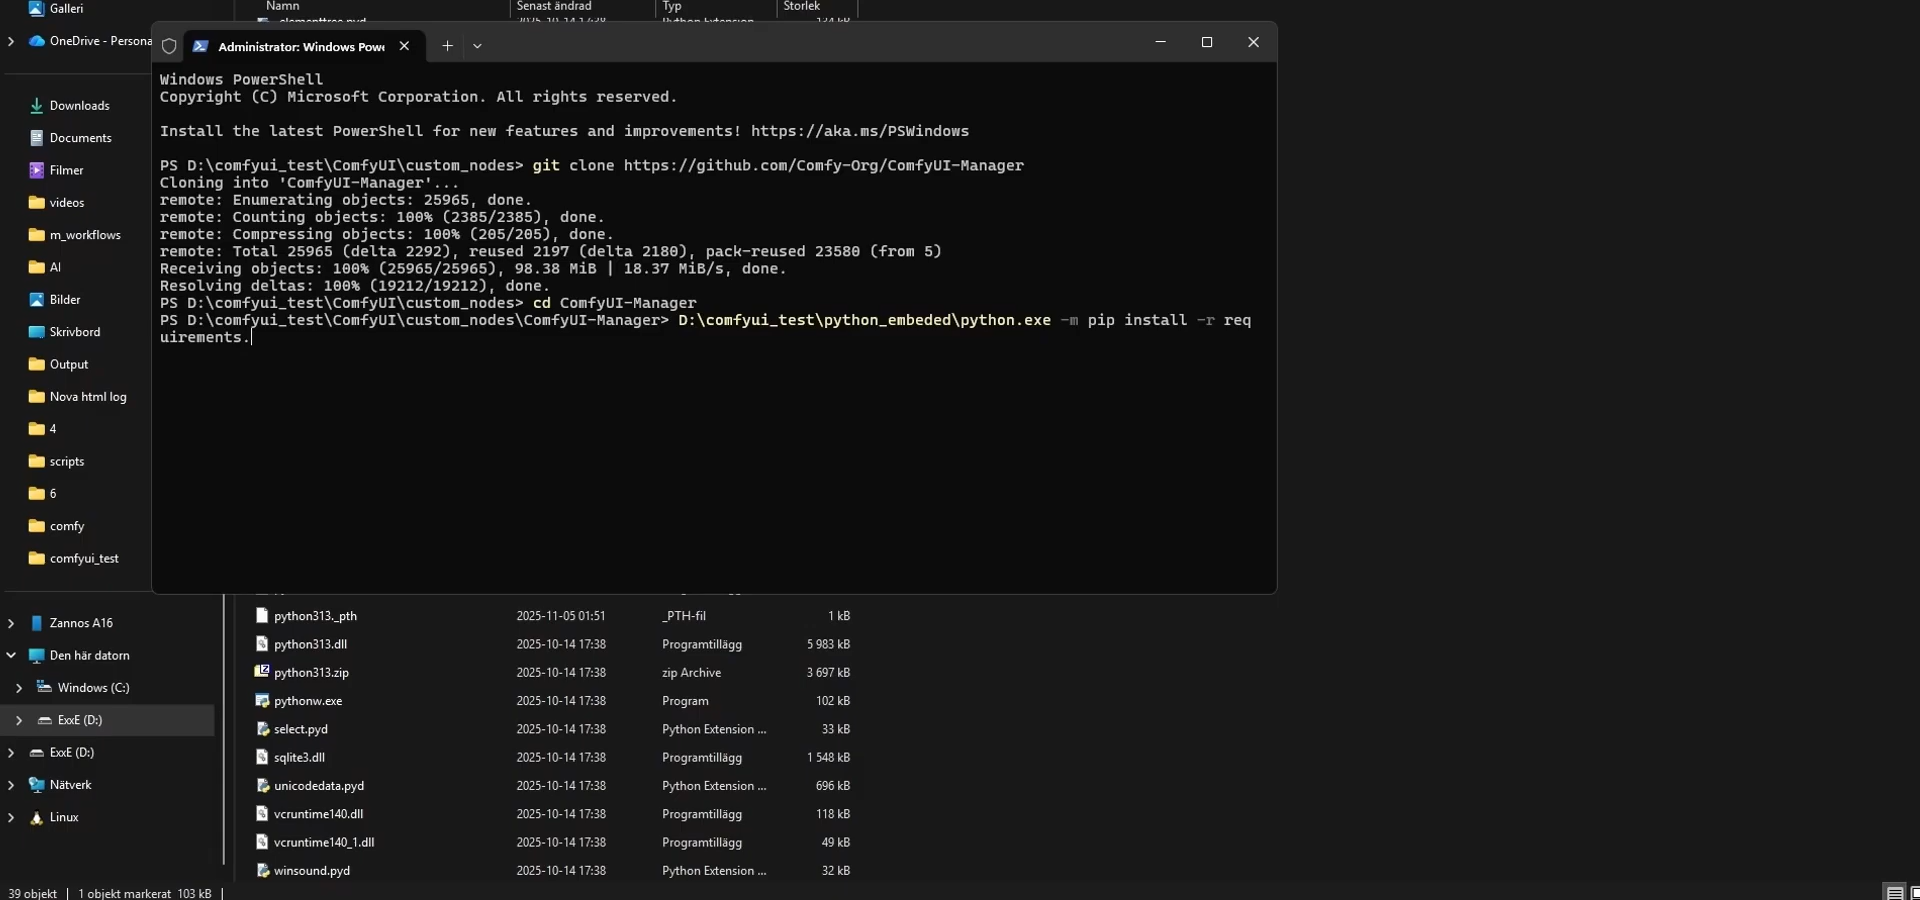 Galleri
OneDrive - Persona
Downloads
Documents
Filmer
videos
m_workflows
AI
Bilder
Skrivbord
Output
Nova html log
4
scripts
6
comfy
comfyui_test
Zannos A16
Den här datorn
Windows (C:)
ExxE (D:)
ExxE (D:)
Nätverk
Linux
39 objekt | 1 objekt markerat 103 kB |
Namn Senast ändrad Typ Storlek
_elementtree.pyd 2025-10-14 17:38 Python Extension ... 134 kB
Administrator: Windows Powe
Windows PowerShell
Copyright (C) Microsoft Corporation. All rights reserved.
Install the latest PowerShell for new features and improvements! https://aka.ms/PSWindows
PS D:\comfyui_test\ComfyUI\custom_nodes> git clone https://github.com/Comfy-Org/ComfyUI-Manager
Cloning into 'ComfyUI-Manager'...
remote: Enumerating objects: 25965, done.
remote: Counting objects: 100% (2385/2385), done.
remote: Compressing objects: 100% (205/205), done.
remote: Total 25965 (delta 2292), reused 2197 (delta 2180), pack-reused 23580 (from 5)
Receiving objects: 100% (25965/25965), 98.38 MiB | 18.37 MiB/s, done.
Resolving deltas: 100% (19212/19212), done.
PS D:\comfyui_test\ComfyUI\custom_nodes> cd ComfyUI-Manager
PS D:\comfyui_test\ComfyUI\custom_nodes\ComfyUI-Manager> D:\comfyui_test\python_embeded\python.exe -m pip install -r req
uirements.
python313._pth 2025-11-05 01:51 _PTH-fil 1 kB
python313.dll 2025-10-14 17:38 Programtillägg 5 983 kB
python313.zip 2025-10-14 17:38 zip Archive 3 697 kB
pythonw.exe 2025-10-14 17:38 Program 102 kB
select.pyd 2025-10-14 17:38 Python Extension ... 33 kB
sqlite3.dll 2025-10-14 17:38 Programtillägg 1 548 kB
unicodedata.pyd 2025-10-14 17:38 Python Extension ... 696 kB
vcruntime140.dll 2025-10-14 17:38 Programtillägg 118 kB
vcruntime140_1.dll 2025-10-14 17:38 Programtillägg 49 kB
winsound.pyd 2025-10-14 17:38 Python Extension ... 32 kB